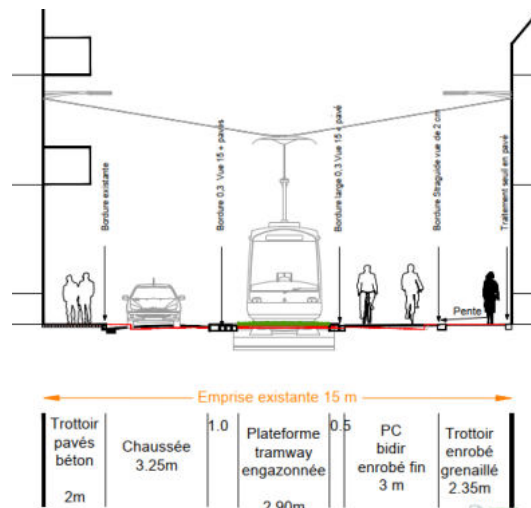 Bordure existante
Bordure 0,3 Vue 15 + pavés
Bordure large 0,3 Vue 15 + pavé
Bordure Straguide vue de 2 cm
Traitement seuil en pavé
Pente
Emprise existante 15 m
Trottoir
pavés
béton
2m
Chaussée
3.25m
1.0
Plateforme
tramway
engazonnée
2.90m
0.5
PC
bidir
enrobé fin
3 m
Trottoir
enrobé
grenaillé
2.35m